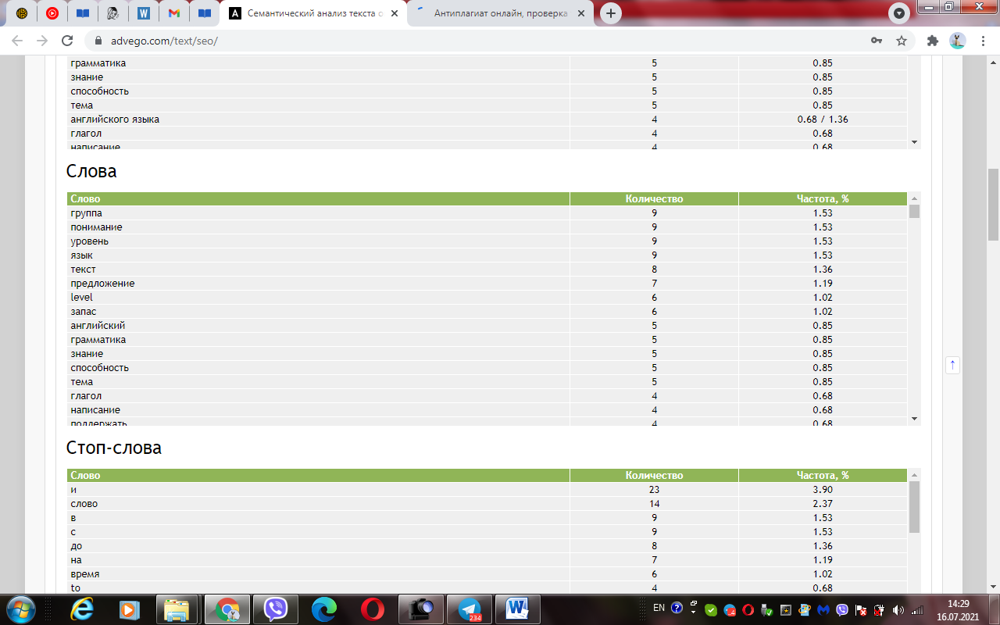 Семантический анализ текста о
Антиплагиат онлайн, проверка
advego.com/text/seo/
грамматика 5 0.85
знание 5 0.85
способность 5 0.85
тема 5 0.85
английского языка 4 0.68 / 1.36
глагол 4 0.68
написание 4 0.68
Слова
Слово Количество Частота, %
группа 9 1.53
понимание 9 1.53
уровень 9 1.53
язык 9 1.53
текст 8 1.36
предложение 7 1.19
level 6 1.02
запас 6 1.02
английский 5 0.85
грамматика 5 0.85
знание 5 0.85
способность 5 0.85
тема 5 0.85
глагол 4 0.68
написание 4 0.68
поддержать 4 0.68
Стоп-слова
Слово Количество Частота, %
и 23 3.90
слово 14 2.37
в 9 1.53
с 9 1.53
до 8 1.36
на 7 1.19
время 6 1.02
to 4 0.68
234
EN
14:29
16.07.2021